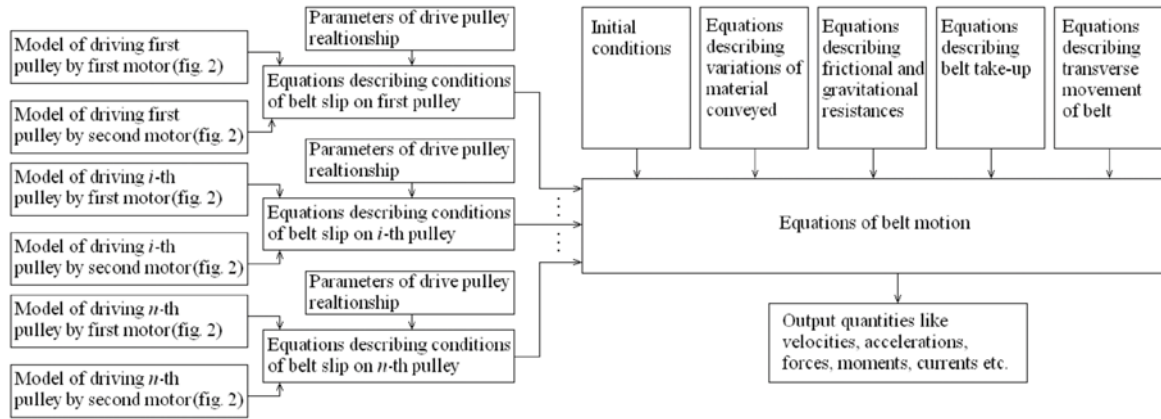 Model of driving first
pulley by first motor(fig. 2)
Parameters of drive pulley
realtionship
Equations describing conditions
of belt slip on first pulley
Model of driving first
pulley by second motor(fig. 2)
Model of driving i-th
pulley by first motor(fig. 2)
Parameters of drive pulley
realtionship
Equations describing conditions
of belt slip on i-th pulley
Model of driving i-th
pulley by second motor(fig. 2)
Model of driving n-th
pulley by first motor(fig. 2)
Parameters of drive pulley
realtionship
Equations describing conditions
of belt slip on n-th pulley
Model of driving n-th
pulley by second motor(fig. 2)
Initial
conditions
Equations
describing
variations of
material
conveyed
Equations
describing
frictional and
gravitational
resistances
Equations
describing
belt take-up
Equations
describing
transverse
movement
of belt
Equations of belt motion
Output quantities like
velocities, accelerations,
forces, moments, currents etc.